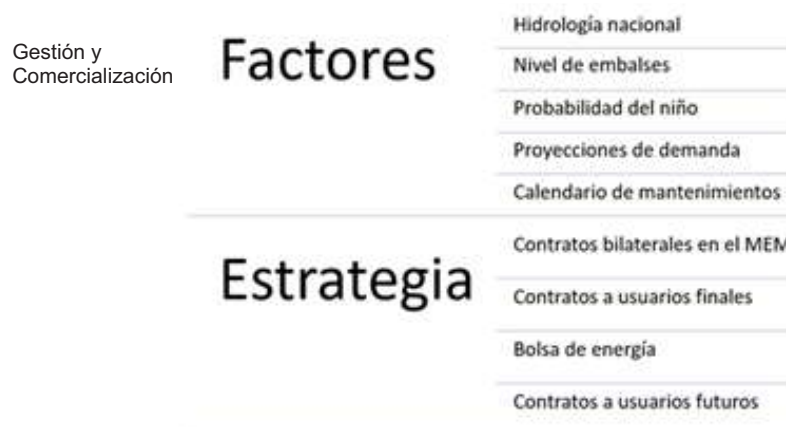 Gestión y
Comercialización
Factores
Hidrología nacional
Nivel de embalses
Probabilidad del niño
Proyecciones de demanda
Calendario de mantenimientos
Estrategia
Contratos bilaterales en el MEM
Contratos a usuarios finales
Bolsa de energía
Contratos a usuarios futuros